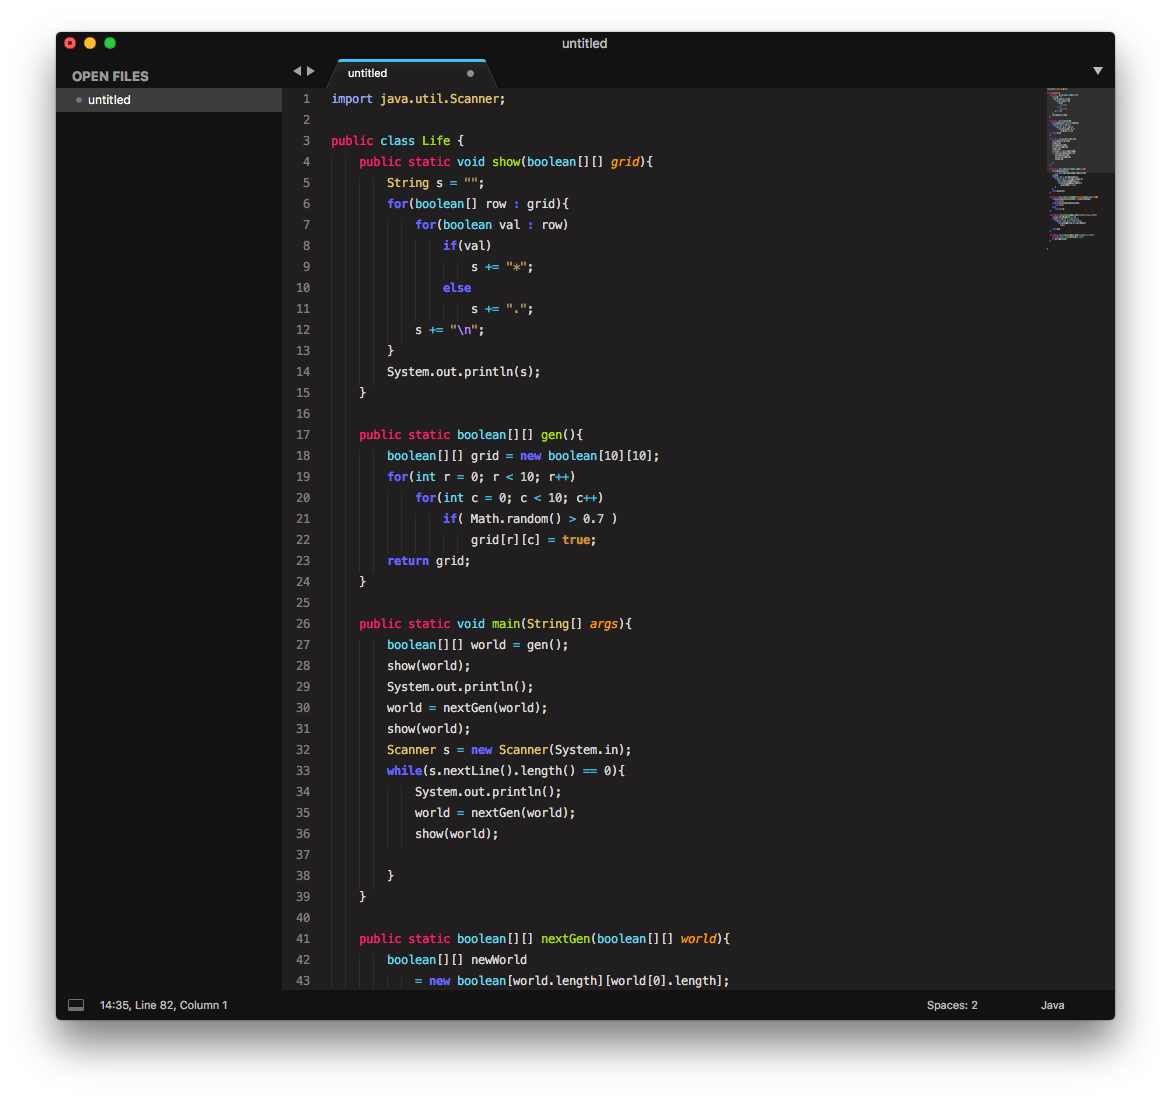 untitled
OPEN FILES
untitled
untitled
1 import java.util.Scanner;
2
3 public class Life {
4     public static void show(boolean[][] grid){
5         String s = "";
6         for(boolean[] row : grid){
7             for(boolean val : row)
8                 if(val)
9                     s += "*";
10                 else
11                     s += ".";
12             s += "\n";
13         }
14         System.out.println(s);
15     }
16
17     public static boolean[][] gen(){
18         boolean[][] grid = new boolean[10][10];
19         for(int r = 0; r < 10; r++)
20             for(int c = 0; c < 10; c++)
21                 if( Math.random() > 0.7 )
22                     grid[r][c] = true;
23         return grid;
24     }
25
26     public static void main(String[] args){
27         boolean[][] world = gen();
28         show(world);
29         System.out.println();
30         world = nextGen(world);
31         show(world);
32         Scanner s = new Scanner(System.in);
33         while(s.nextLine().length() == 0){
34             System.out.println();
35             world = nextGen(world);
36             show(world);
37
38         }
39     }
40
41     public static boolean[][] nextGen(boolean[][] world){
42         boolean[][] newWorld
43             = new boolean[world.length][world[0].length];
14:35, Line 82, Column 1
Spaces: 2
Java